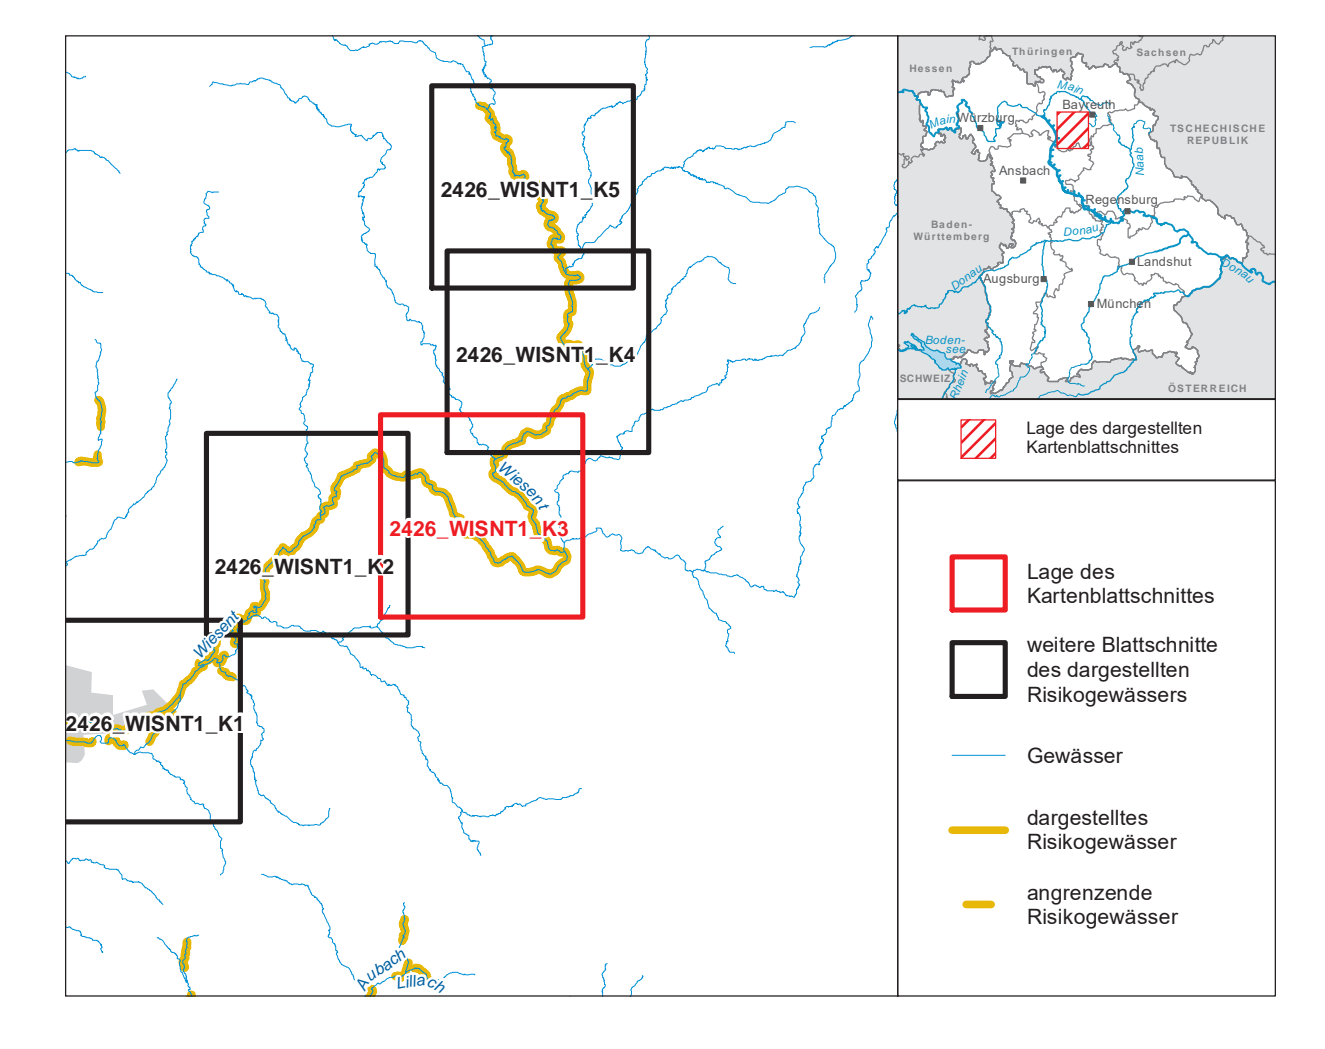 2426_WISNT1_K5
2426_WISNT1_K4
Wiesent
2426_WISNT1_K3
2426_WISNT1_K2
Wiesent
2426_WISNT1_K1
Aubach
Lillach
Thüringen
Sachsen
Hessen
Main
Bayreuth
Main
Würzburg
TSCHECHISCHE
REPUBLIK
Naab
Ansbach
Regensburg
Baden-
Württemberg
Donau
Landshut
Donau
Donau
Augsburg
München
Boden-
see
SCHWEIZ
Rhein
ÖSTERREICH
Lage des dargestellten
Kartenblattschnittes
Lage des
Kartenblattschnittes
weitere Blattschnitte
des dargestellten
Risikogewässers
Gewässer
dargestelltes
Risikogewässer
angrenzende
Risikogewässer